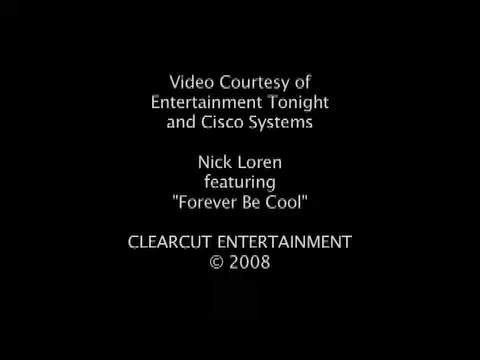 Video Courtesy of
Entertainment Tonight
and Cisco Systems
Nick Loren
featuring
"Forever Be Cool"
CLEARCUT ENTERTAINMENT
© 2008